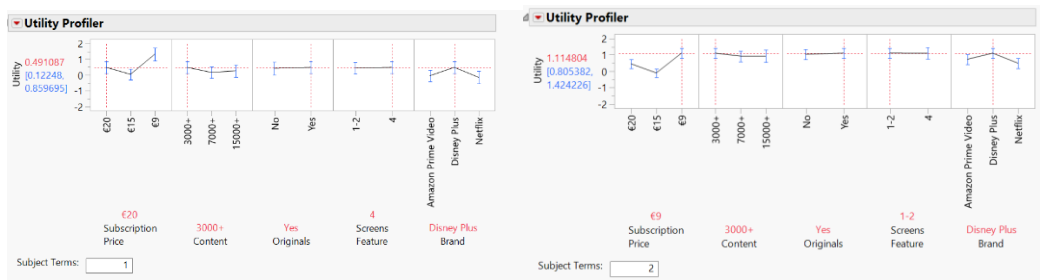 Utility Profiler
Utility
0.491087
[0.12248,
0.859695]
2
1
0
-1
-2
€20
€15
€9
3000+
7000+
15000+
No
Yes
1-2
4
Amazon Prime Video
Disney Plus
Netflix
€20
Subscription
Price
3000+
Content
Yes
Originals
4
Screens
Feature
Disney Plus
Brand
Subject Terms: 1
Utility Profiler
Utility
1.114804
[0.805382,
1.424226]
2
1
0
-1
-2
€20
€15
€9
3000+
7000+
15000+
No
Yes
1-2
4
Amazon Prime Video
Disney Plus
Netflix
€9
Subscription
Price
3000+
Content
Yes
Originals
1-2
Screens
Feature
Disney Plus
Brand
Subject Terms: 2